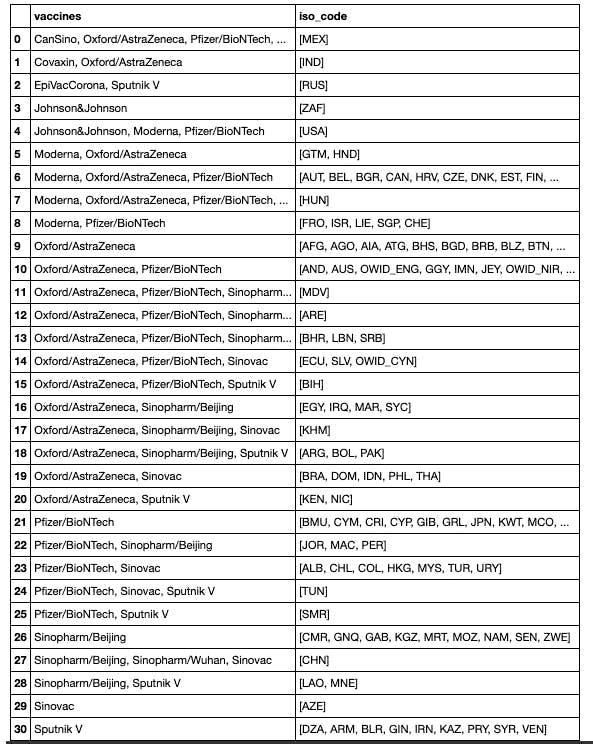 vaccines iso_code
0 CanSino, Oxford/AstraZeneca, Pfizer/BioNTech, ... [MEX]
1 Covaxin, Oxford/AstraZeneca [IND]
2 EpiVacCorona, Sputnik V [RUS]
3 Johnson&Johnson [ZAF]
4 Johnson&Johnson, Moderna, Pfizer/BioNTech [USA]
5 Moderna, Oxford/AstraZeneca [GTM, HND]
6 Moderna, Oxford/AstraZeneca, Pfizer/BioNTech [AUT, BEL, BGR, CAN, HRV, CZE, DNK, EST, FIN, ...
7 Moderna, Oxford/AstraZeneca, Pfizer/BioNTech, ... [HUN]
8 Moderna, Pfizer/BioNTech [FRO, ISR, LIE, SGP, CHE]
9 Oxford/AstraZeneca [AFG, AGO, AIA, ATG, BHS, BGD, BRB, BLZ, BTN, ...
10 Oxford/AstraZeneca, Pfizer/BioNTech [AND, AUS, OWID_ENG, GGY, IMN, JEY, OWID_NIR, ...
11 Oxford/AstraZeneca, Pfizer/BioNTech, Sinopharm... [MDV]
12 Oxford/AstraZeneca, Pfizer/BioNTech, Sinopharm... [ARE]
13 Oxford/AstraZeneca, Pfizer/BioNTech, Sinopharm... [BHR, LBN, SRB]
14 Oxford/AstraZeneca, Pfizer/BioNTech, Sinovac [ECU, SLV, OWID_CYN]
15 Oxford/AstraZeneca, Pfizer/BioNTech, Sputnik V [BIH]
16 Oxford/AstraZeneca, Sinopharm/Beijing [EGY, IRQ, MAR, SYC]
17 Oxford/AstraZeneca, Sinopharm/Beijing, Sinovac [KHM]
18 Oxford/AstraZeneca, Sinopharm/Beijing, Sputnik V [ARG, BOL, PAK]
19 Oxford/AstraZeneca, Sinovac [BRA, DOM, IDN, PHL, THA]
20 Oxford/AstraZeneca, Sputnik V [KEN, NIC]
21 Pfizer/BioNTech [BMU, CYM, CRI, CYP, GIB, GRL, JPN, KWT, MCO, ...
22 Pfizer/BioNTech, Sinopharm/Beijing [JOR, MAC, PER]
23 Pfizer/BioNTech, Sinovac [ALB, CHL, COL, HKG, MYS, TUR, URY]
24 Pfizer/BioNTech, Sinovac, Sputnik V [TUN]
25 Pfizer/BioNTech, Sputnik V [SMR]
26 Sinopharm/Beijing [CMR, GNQ, GAB, KGZ, MRT, MOZ, NAM, SEN, ZWE]
27 Sinopharm/Beijing, Sinopharm/Wuhan, Sinovac [CHN]
28 Sinopharm/Beijing, Sputnik V [LAO, MNE]
29 Sinovac [AZE]
30 Sputnik V [DZA, ARM, BLR, GIN, IRN, KAZ, PRY, SYR, VEN]